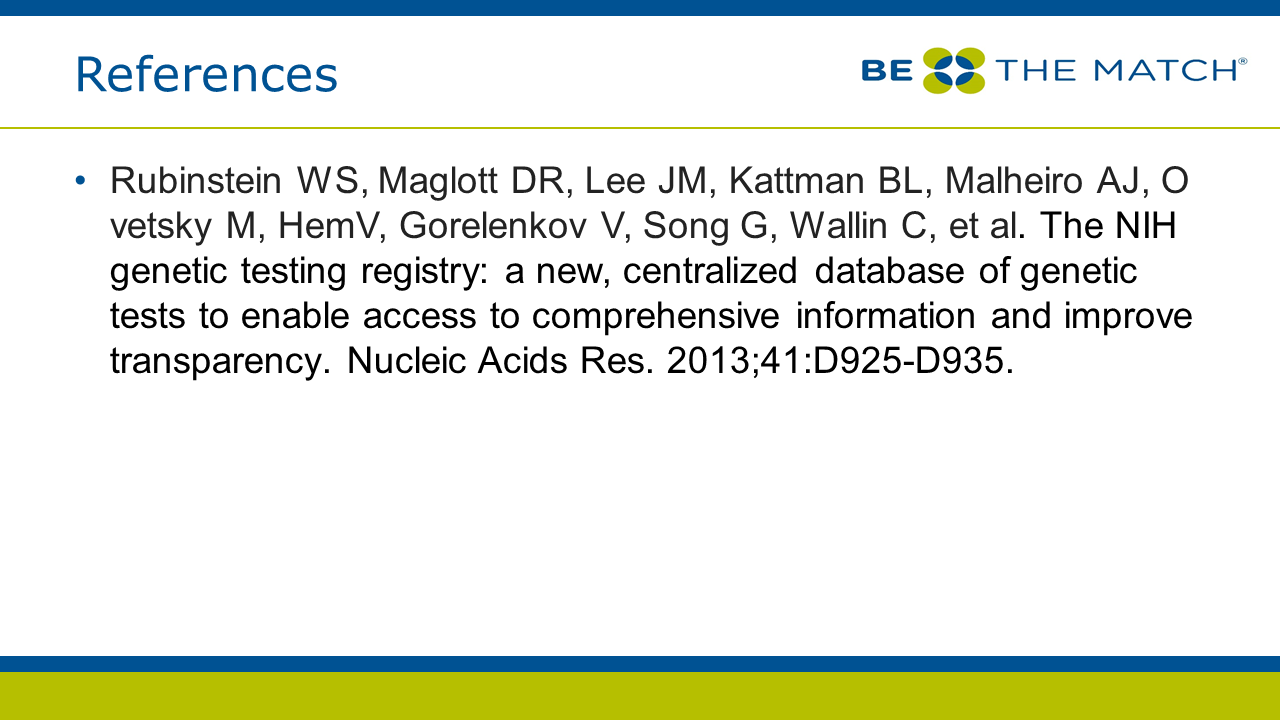 References
BE THE MATCH®
• Rubinstein WS, Maglott DR, Lee JM, Kattman BL, Malheiro AJ, O
vetsky M, HemV, Gorelenkov V, Song G, Wallin C, et al. The NIH
genetic testing registry: a new, centralized database of genetic
tests to enable access to comprehensive information and improve
transparency. Nucleic Acids Res. 2013;41:D925-D935.